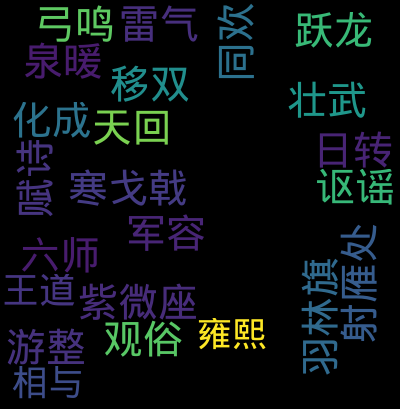 弓鸣
雷气
回欢
跃龙
泉暖
移双
壮武
化成
天回
日转
赋诗
寒戈戟
讴谣
军容
六师
射雁处
羽林旗
王道
紫微座
游整
观俗
雍熙
相与